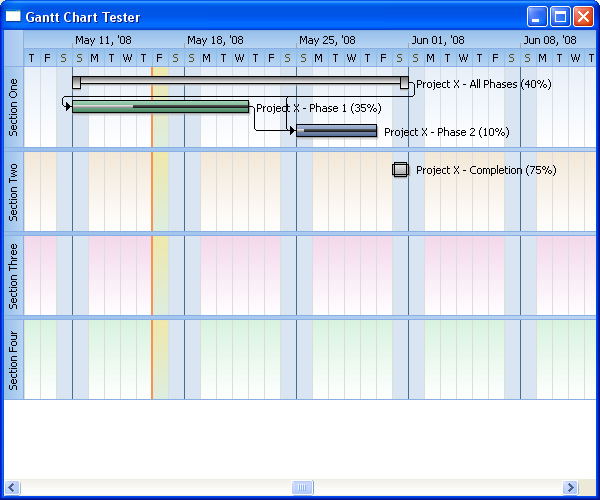 Gantt Chart Tester
May 11, '08 May 18, '08 May 25, '08 Jun 01, '08 Jun 08, '08
T F S S M T W T F S S M T W T F S S M T W T F S S M T W T F S S M T W T
Section One
Project X - All Phases (40%)
Project X - Phase 1 (35%)
Project X - Phase 2 (10%)
Section Two
Project X - Completion (75%)
Section Three
Section Four